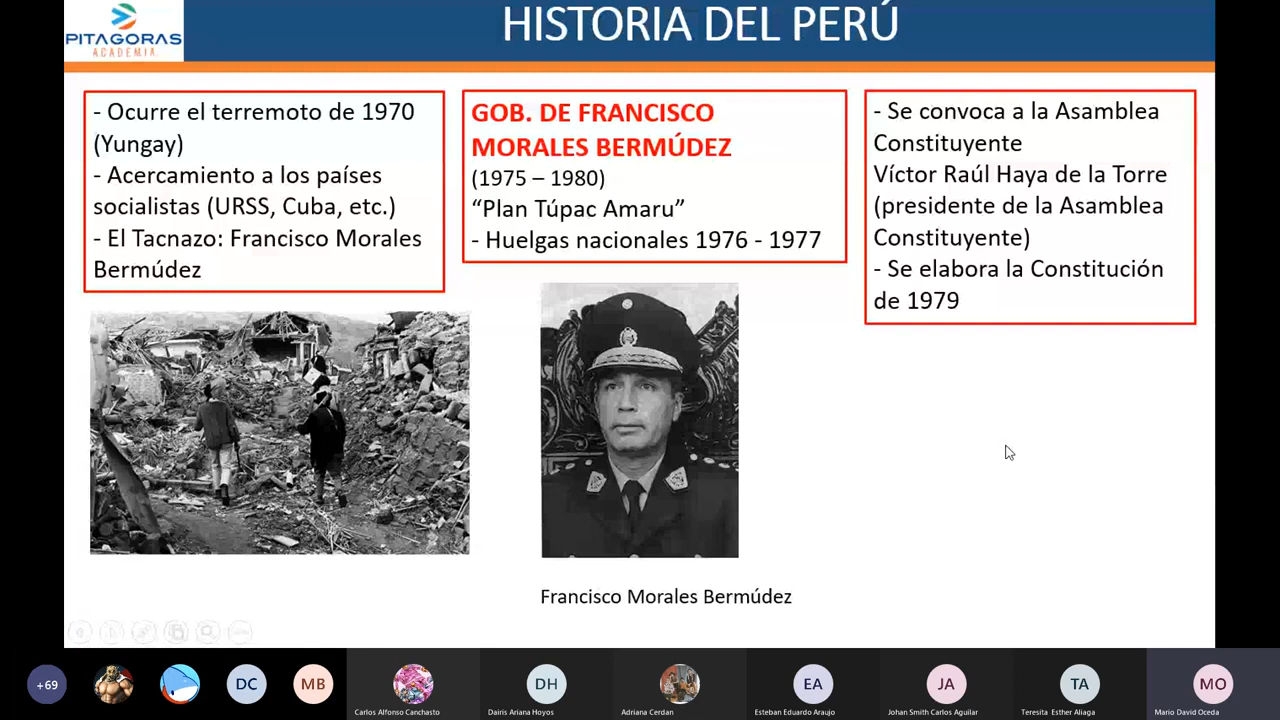 PITAGORAS
ACADEMIA
HISTORIA DEL PERÚ
- Ocurre el terremoto de 1970
(Yungay)
- Acercamiento a los países
socialistas (URSS, Cuba, etc.)
- El Tacnazo: Francisco Morales
Bermúdez
GOB. DE FRANCISCO
MORALES BERMÚDEZ
(1975 – 1980)
“Plan Túpac Amaru”
- Huelgas nacionales 1976 - 1977
- Se convoca a la Asamblea
Constituyente
Víctor Raúl Haya de la Torre
(presidente de la Asamblea
Constituyente)
- Se elabora la Constitución
de 1979
Francisco Morales Bermúdez
+69
DC
MB
Carlos Alfonso Canchasto
DH
Dairis Ariana Hoyos
Adriana Cerdan
EA
Esteban Eduardo Araujo
JA
Johan Smith Carlos Aguilar
TA
Teresita Esther Aliaga
MO
Mario David Oceda